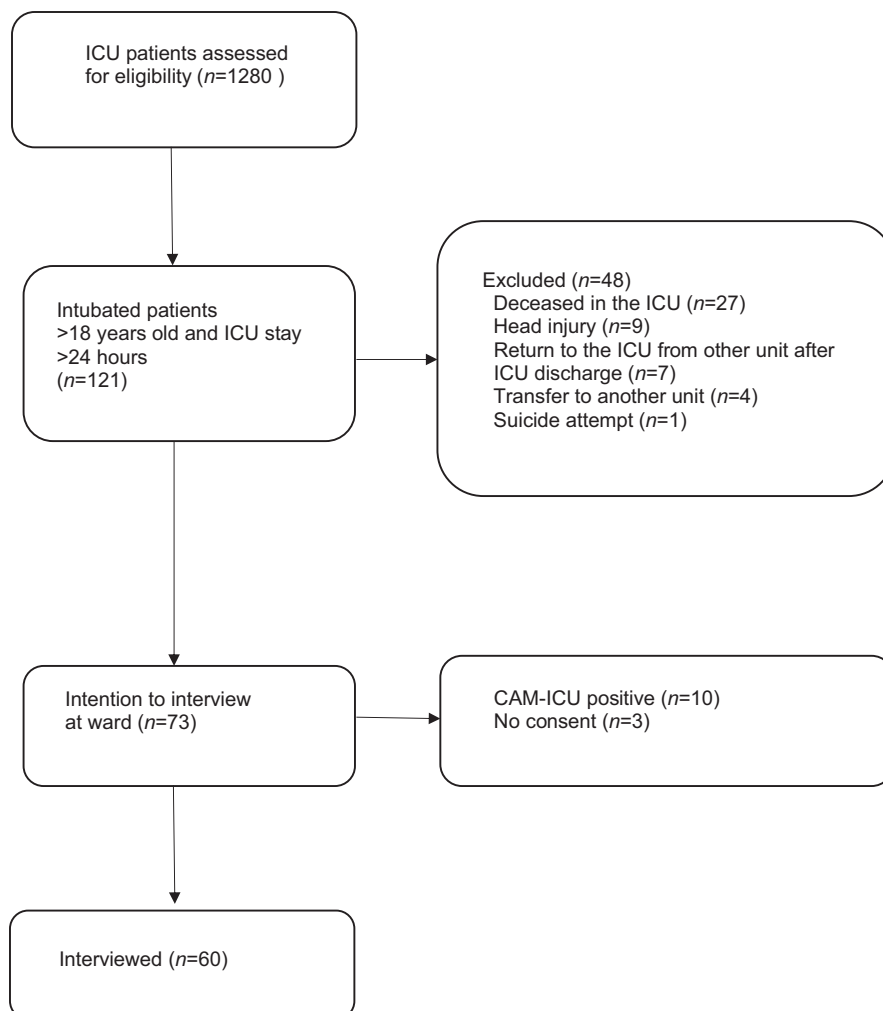 ICU patients assessed
for eligibility (n=1280 )
Intubated patients
>18 years old and ICU stay
>24 hours
(n=121)
Excluded (n=48)
Deceased in the ICU (n=27)
Head injury (n=9)
Return to the ICU from other unit after
ICU discharge (n=7)
Transfer to another unit (n=4)
Suicide attempt (n=1)
Intention to interview
at ward (n=73)
CAM-ICU positive (n=10)
No consent (n=3)
Interviewed (n=60)